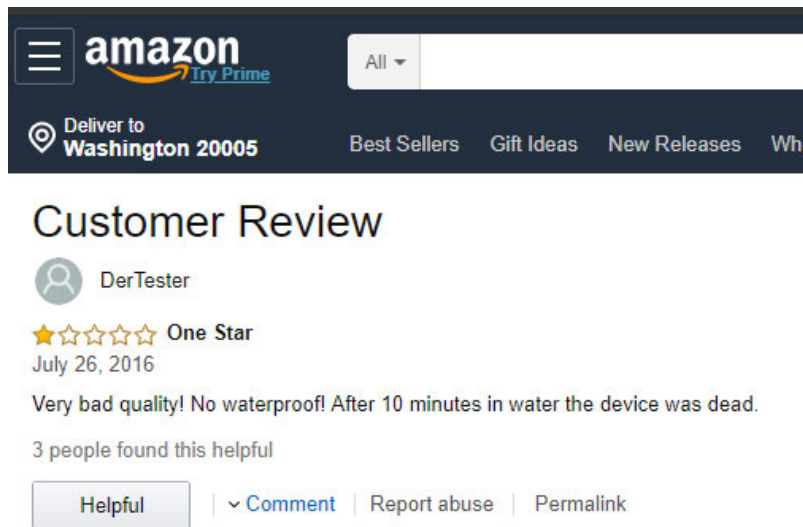 amazon
Try Prime
All
Deliver to
Washington 20005
Best Sellers Gift Ideas New Releases Wh
Customer Review
DerTester
One Star
July 26, 2016
Very bad quality! No waterproof! After 10 minutes in water the device was dead.
3 people found this helpful
Helpful Comment Report abuse Permalink